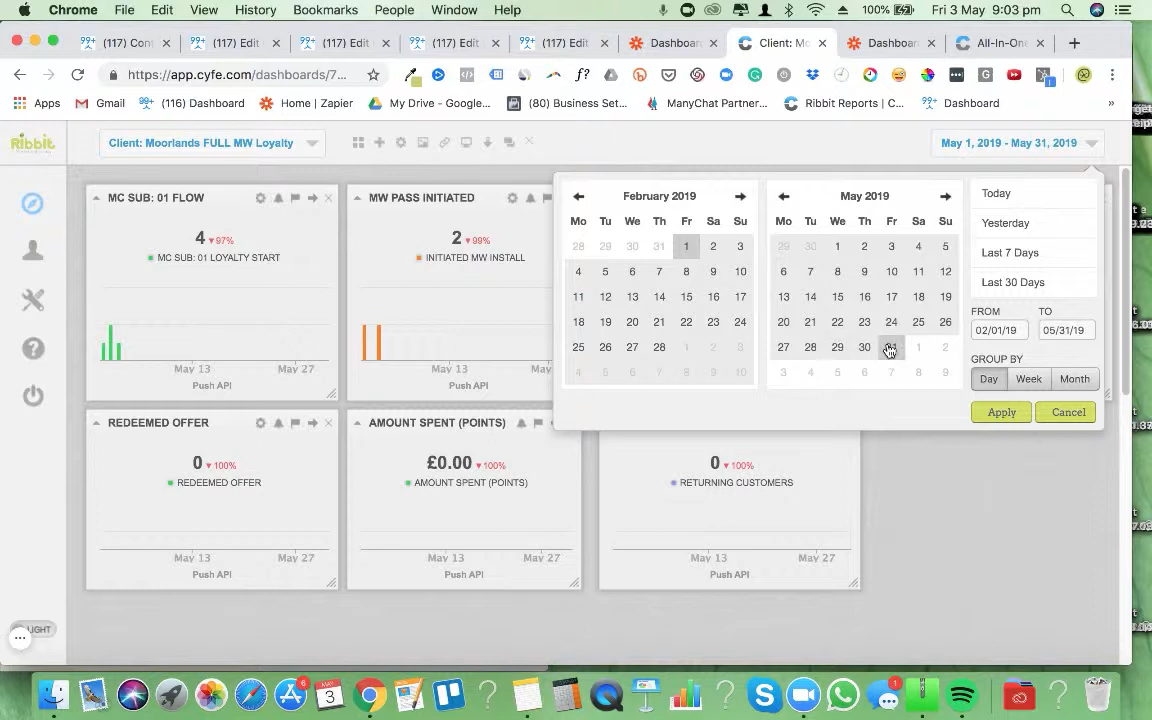 Chrome File Edit View History Bookmarks People Window Help 100% Fri 3 May 9:03 pm
(117) Con (117) Edit (117) Edit (117) Edit (117) Edit Dashboar Client: Mo Dashboar All-In-One
https://app.cyfe.com/dashboards/7... f?
Apps Gmail (116) Dashboard Home | Zapier My Drive - Google... (80) Business Set... ManyChat Partner... Ribbit Reports | C... Dashboard »
Ribbit
Client: Moorlands FULL MW Loyalty
May 1, 2019 - May 31, 2019
MC SUB: 01 FLOW
4 ▼97%
MC SUB: 01 LOYALTY START
May 13 May 27
Push API
MW PASS INITIATED
2 ▼99%
INITIATED MW INSTALL
May 13
Push API
February 2019
Mo Tu We Th Fr Sa Su
28 29 30 31 1 2 3
4 5 6 7 8 9 10
11 12 13 14 15 16 17
18 19 20 21 22 23 24
25 26 27 28 1 2 3
4 5 6 7 8 9 10
May 2019
Mo Tu We Th Fr Sa Su
29 30 1 2 3 4 5
6 7 8 9 10 11 12
13 14 15 16 17 18 19
20 21 22 23 24 25 26
27 28 29 30 31 1 2
3 4 5 6 7 8 9
Today
Yesterday
Last 7 Days
Last 30 Days
FROM TO
02/01/19 05/31/19
GROUP BY
Day Week Month
Apply Cancel
REDEEMED OFFER
0 ▼100%
REDEEMED OFFER
May 13 May 27
Push API
AMOUNT SPENT (POINTS)
£0.00 ▼100%
AMOUNT SPENT (POINTS)
May 13 May 27
Push API
0 ▼100%
RETURNING CUSTOMERS
May 13 May 27
Push API
LIGHT
MAY
3
6
1